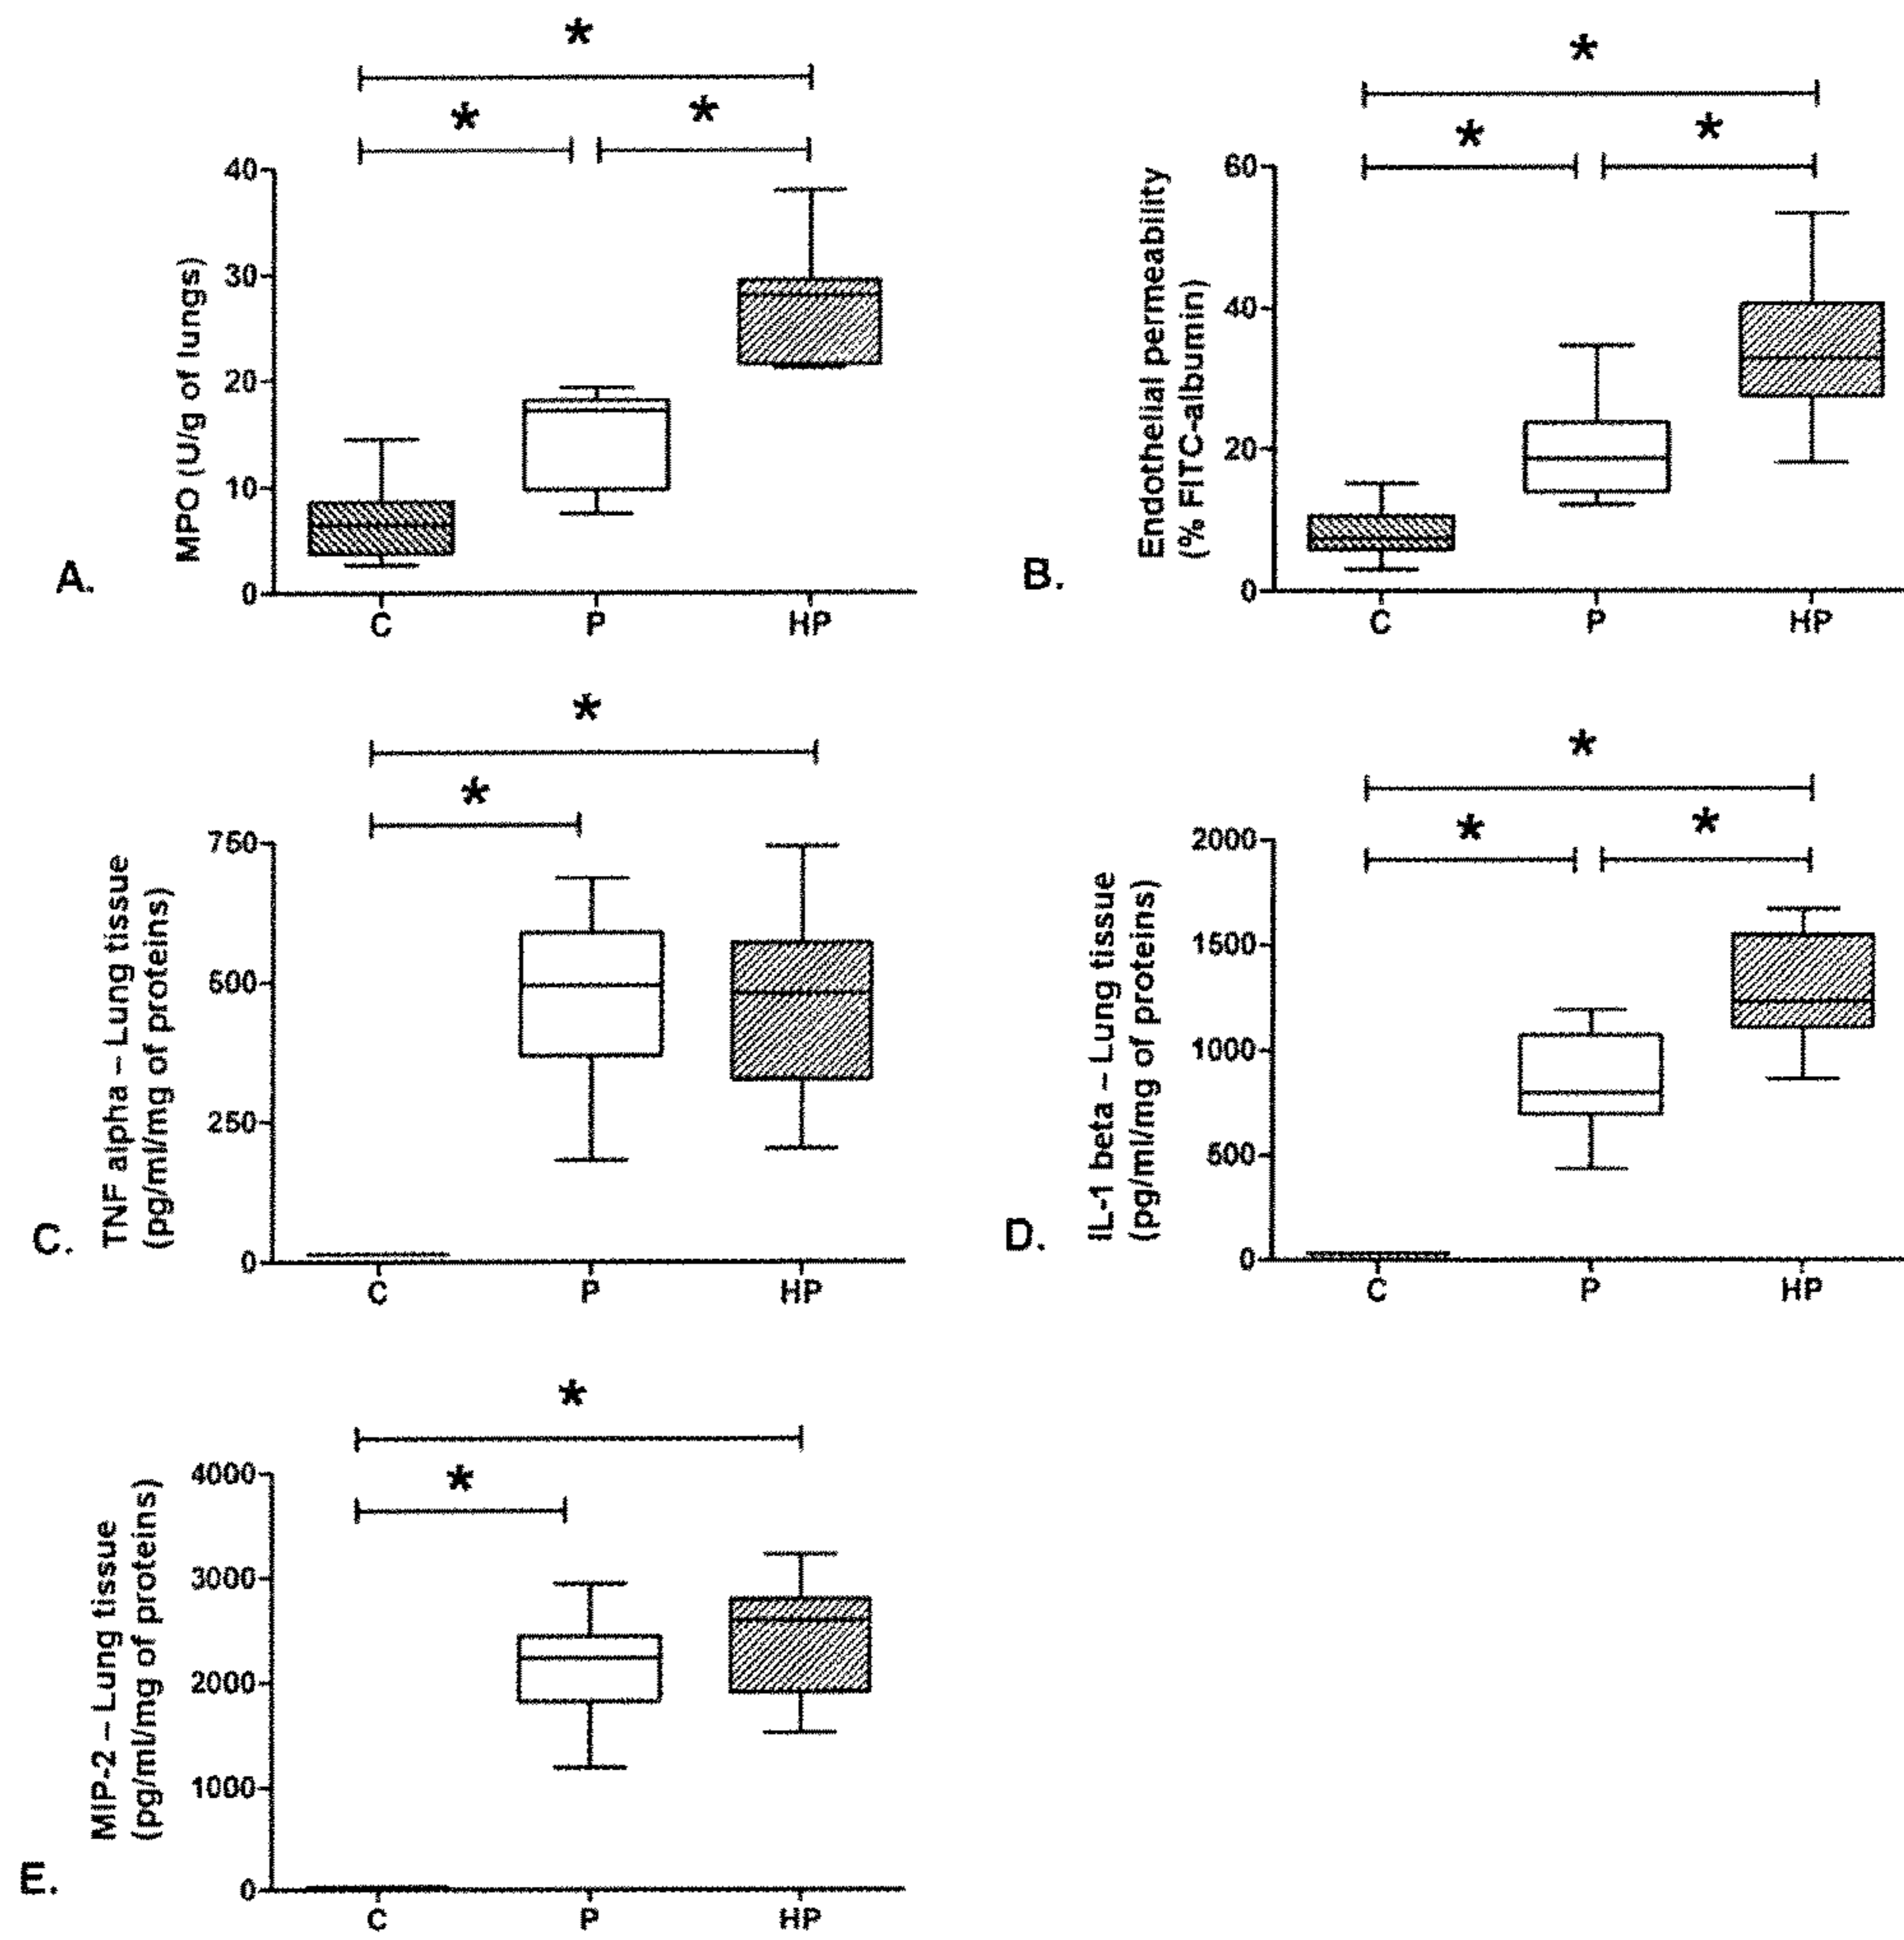 *
* *
MPO (U/g of lungs)
40
30
20
10
0
C P HP
A.
*
* *
Endothelial permeability
(% FITC-albumin)
60
40
20
0
C P HP
B.
*
*
TNF alpha – Lung tissue
(pg/ml/mg of proteins)
750
500
250
0
C P HP
C.
*
* *
IL-1 beta – Lung tissue
(pg/ml/mg of proteins)
2000
1500
1000
500
0
C P HP
D.
*
*
MIP-2 – Lung tissue
(pg/ml/mg of proteins)
4000
3000
2000
1000
0
C P HP
E.